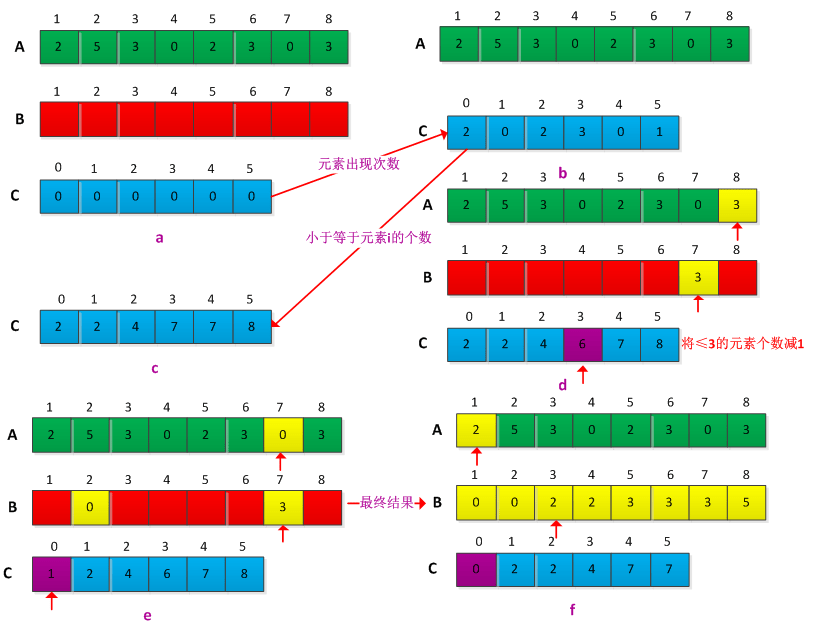 1 2 3 4 5 6 7 8
A 2 5 3 0 2 3 0 3
1 2 3 4 5 6 7 8
B
0 1 2 3 4 5
C 0 0 0 0 0 0
a
1 2 3 4 5 6 7 8
A 2 5 3 0 2 3 0 3
0 1 2 3 4 5
C 2 0 2 3 0 1
b
元素出现次数
小于等于元素i的个数
0 1 2 3 4 5
C 2 2 4 7 7 8
c
1 2 3 4 5 6 7 8
A 2 5 3 0 2 3 0 3
1 2 3 4 5 6 7 8
B 3
0 1 2 3 4 5
C 2 2 4 6 7 8
将≤3的元素个数减1
d
1 2 3 4 5 6 7 8
A 2 5 3 0 2 3 0 3
1 2 3 4 5 6 7 8
B 0 3
最终结果
0 1 2 3 4 5
C 1 2 4 6 7 8
e
1 2 3 4 5 6 7 8
A 2 5 3 0 2 3 0 3
1 2 3 4 5 6 7 8
B 0 0 2 2 3 3 3 5
0 1 2 3 4 5
C 0 2 2 4 7 7
f